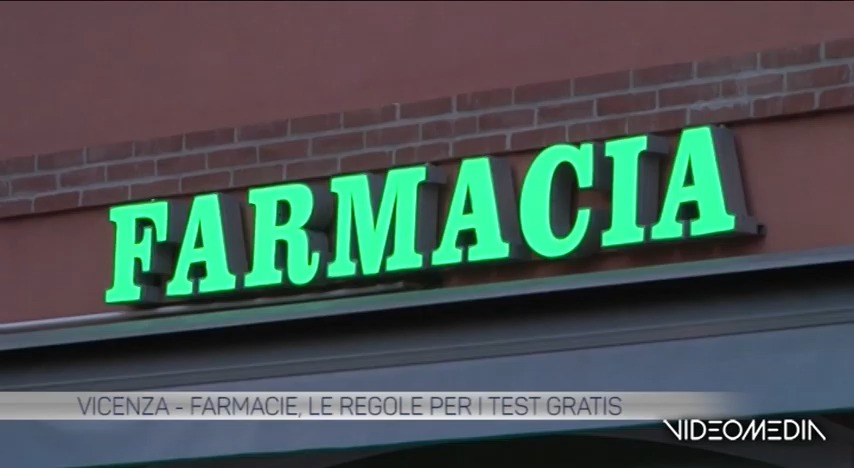 FARMACIA
VICENZA - FARMACIE, LE REGOLE PER I TEST GRATIS
VIDEOMEDIA